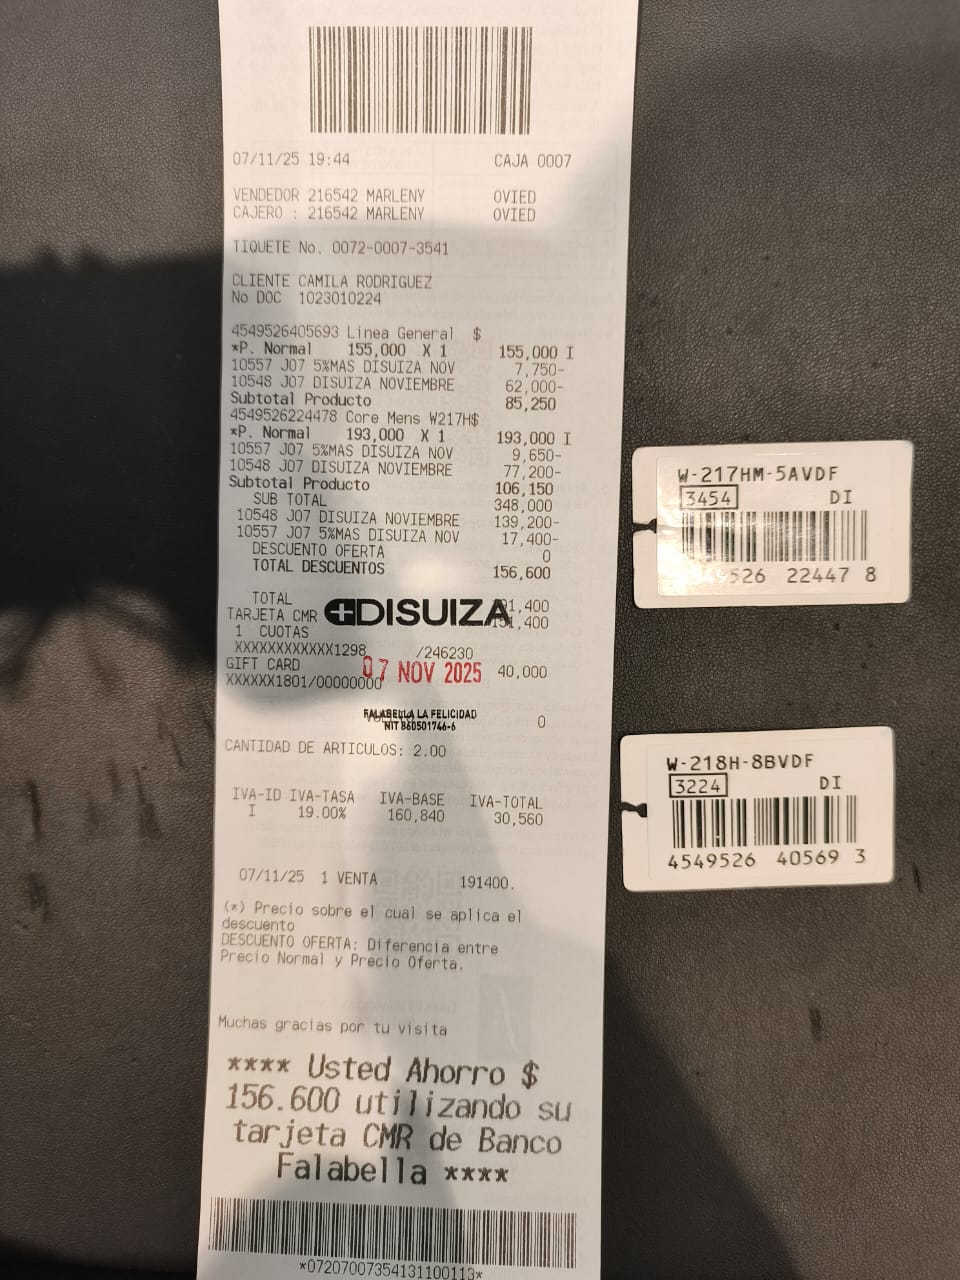 07/11/25 19:44 CAJA 0007
VENDEDOR 216542 MARLENY OVIED
CAJERO : 216542 MARLENY OVIED
TIQUETE No. 0072-0007-3541
CLIENTE CAMILA RODRIGUEZ
No DOC 1023010224
4549526405693 Linea General $
*P. Normal 155,000 X 1 155,000 I
10557 J07 5%MAS DISUIZA NOV 7,750-
10548 J07 DISUIZA NOVIEMBRE 62,000-
Subtotal Producto 85,250
4549526224478 Core Mens W217H$
*P. Normal 193,000 X 1 193,000 I
10557 J07 5%MAS DISUIZA NOV 9,650-
10548 J07 DISUIZA NOVIEMBRE 77,200-
Subtotal Producto 106,150
SUB TOTAL 348,000
10548 J07 DISUIZA NOVIEMBRE 139,200-
10557 J07 5%MAS DISUIZA NOV 17,400-
DESCUENTO OFERTA 0
TOTAL DESCUENTOS 156,600
TOTAL
TARJETA CMR
DISUIZA
1 CUOTAS
XXXXXXXXXXXX1298 /246230
GIFT CARD 40,000
07 NOV 2025
XXXXXX1801/00000000
FALABELLA LA FELICIDAD
NIT 860501746-6
0
CANTIDAD DE ARTICULOS: 2.00
IVA-ID IVA-TASA IVA-BASE IVA-TOTAL
I 19.00% 160,840 30,560
07/11/25 1 VENTA 191400.
(*) Precio sobre el cual se aplica el
descuento
DESCUENTO OFERTA: Diferencia entre
Precio Normal y Precio Oferta.
Muchas gracias por tu visita
**** Usted Ahorro $
156.600 utilizando su
tarjeta CMR de Banco
Falabella ****
*07207007354131100113*
W-217HM-5AVDF
3454 DI
22447 8
W-218H-8BVDF
3224 DI
4549526 40569 3